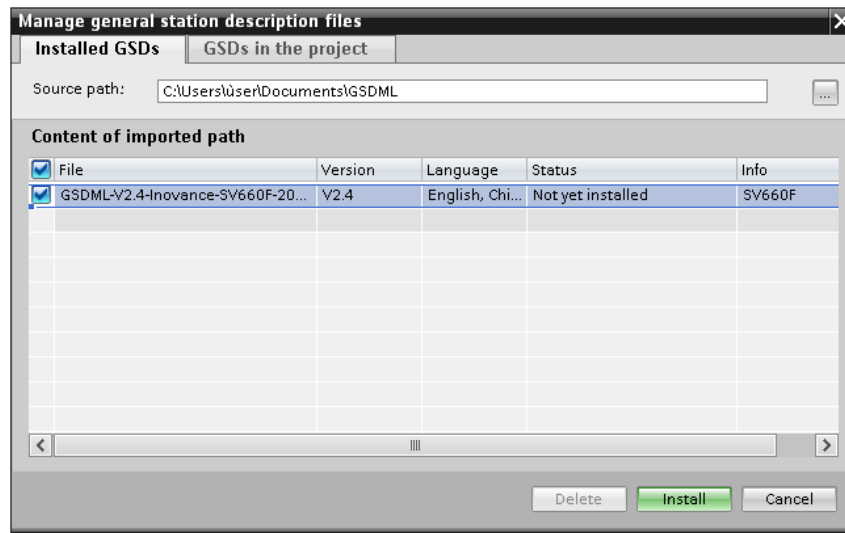 Manage general station description files
Installed GSDs GSDs in the project
Source path: C:\Users\ùser\Documents\GSDML ...
Content of imported path
File Version Language Status Info
GSDML-V2.4-Inovance-SV660F-20... V2.4 English, Chi... Not yet installed SV660F
Delete Install Cancel